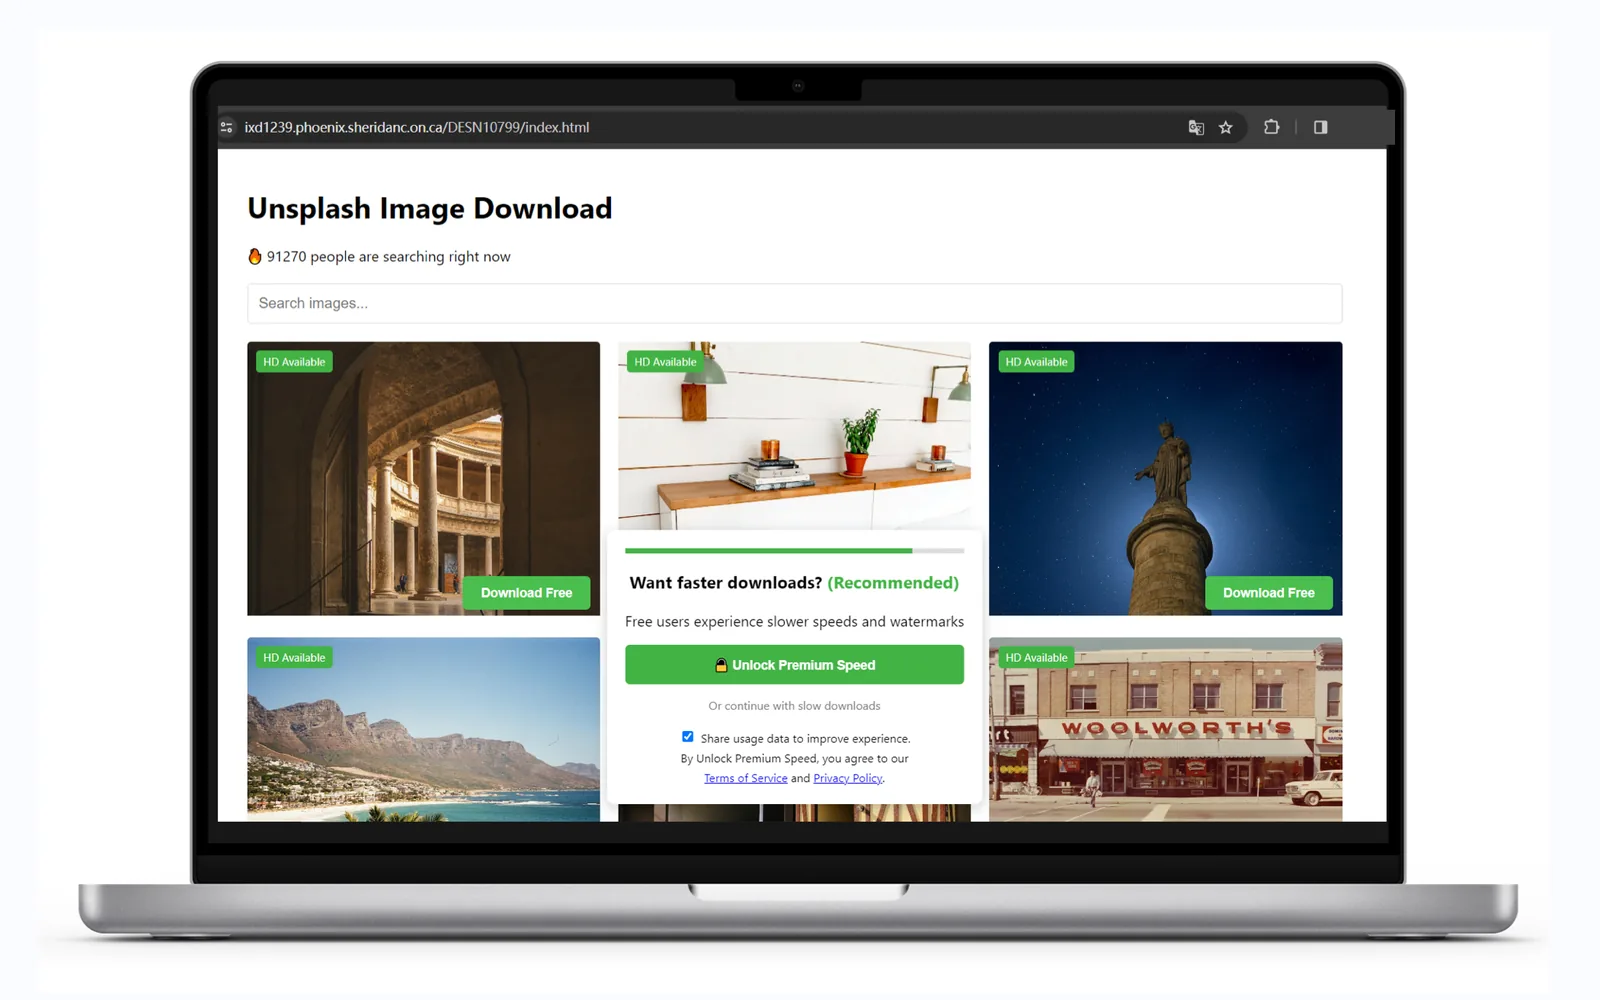 ixd1239.phoenix.sheridanc.on.ca/DESN10799/index.html
Unsplash Image Download
🔥 91270 people are searching right now
Search images...
HD Available
HD Available
HD Available
Download Free
Download Free
Want faster downloads? (Recommended)
Free users experience slower speeds and watermarks
🔒 Unlock Premium Speed
Or continue with slow downloads
Share usage data to improve experience.
By Unlock Premium Speed, you agree to our
Terms of Service and Privacy Policy.
HD Available
HD Available
WOOLWORTH'S